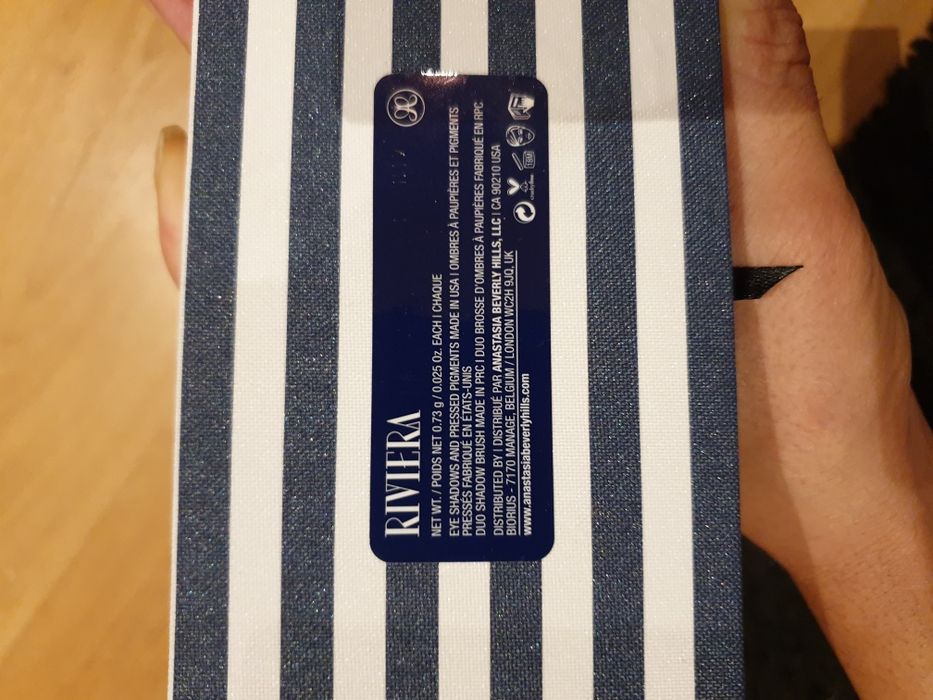 RIVIERA
NET WT. / POIDS NET 0.73 g / 0.025 Oz. EACH | CHAQUE
EYE SHADOWS AND PRESSED PIGMENTS MADE IN USA | OMBRES À PAUPIÈRES ET PIGMENTS
PRESSÉS FABRIQUÉ EN ÉTATS-UNIS
DUO SHADOW BRUSH MADE IN PRC | DUO BROSSE D'OMBRES À PAUPIÈRES FABRIQUÉ EN RPC
DISTRIBUTED BY | DISTRIBUÉ PAR ANASTASIA BEVERLY HILLS, LLC | CA 90210 USA
BIORIUS - 7170 MANAGE, BELGIUM / LONDON WC2H 9JQ, UK
www.anastasiabeverlyhills.com